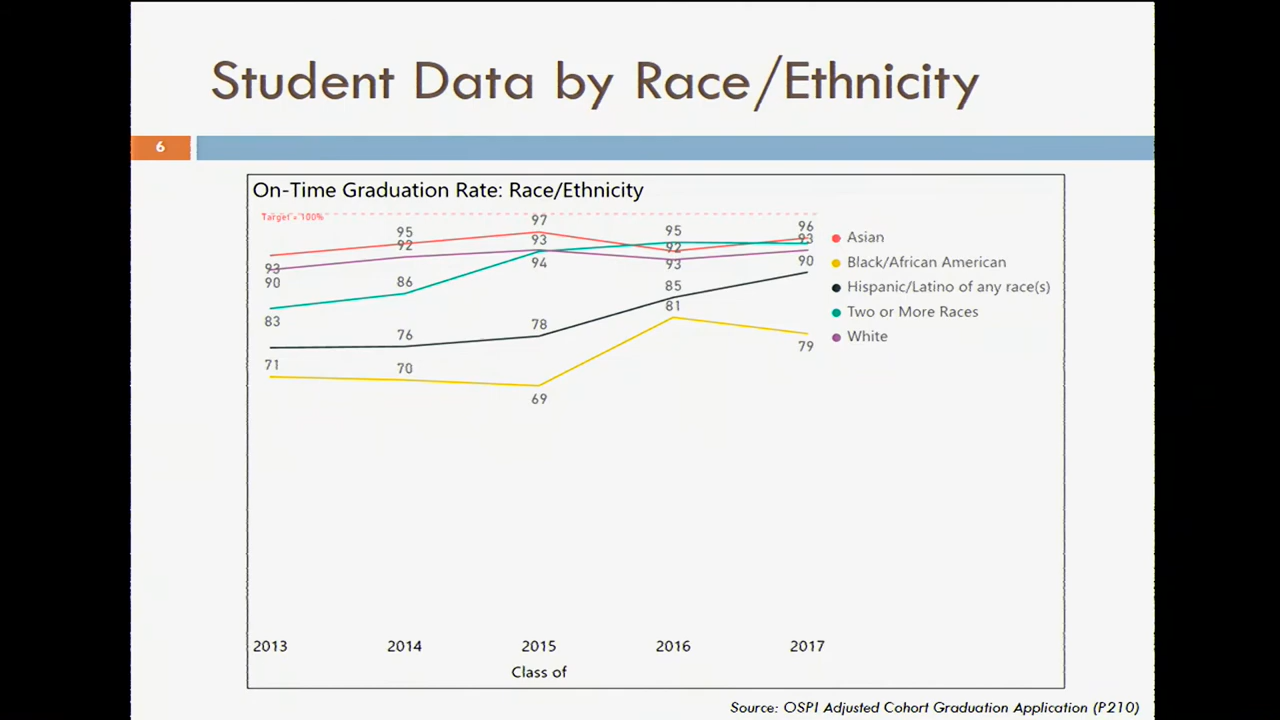 Student Data by Race/Ethnicity
6
On-Time Graduation Rate: Race/Ethnicity
Target = 100%
97
96
95
95
92
93
93
92
93
90
94
93
90
86
85
83
81
78
76
79
71
70
69
Asian
Black/African American
Hispanic/Latino of any race(s)
Two or More Races
White
2013 2014 2015 2016 2017
Class of
Source: OSPI Adjusted Cohort Graduation Application (P210)